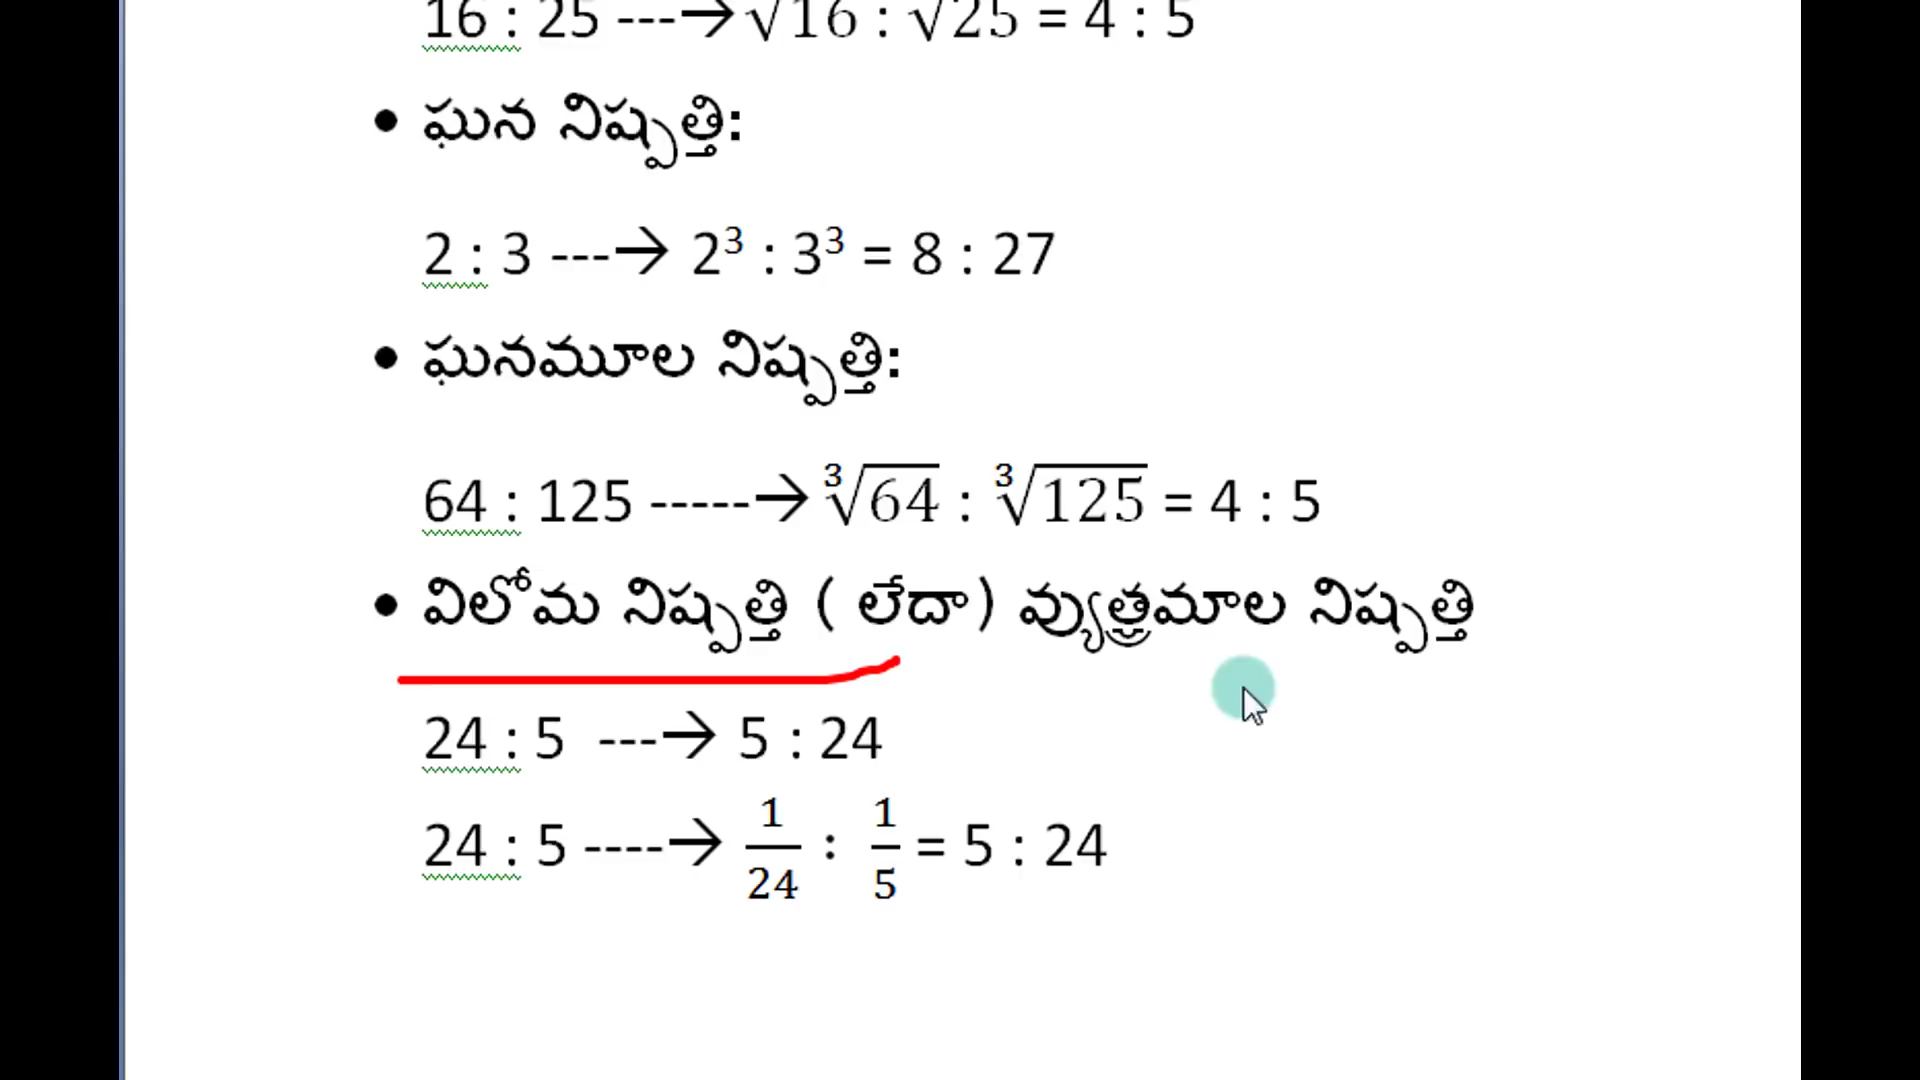 16 : 25 ---→ √16 : √25 = 4 : 5
• ఘన నిష్పత్తి:
2 : 3 ---→ 2³ : 3³ = 8 : 27
• ఘనమూల నిష్పత్తి:
64 : 125 -----→ ∛64 : ∛125 = 4 : 5
• విలోమ నిష్పత్తి ( లేదా) వ్యుత్రమాల నిష్పత్తి
24 : 5 ---→ 5 : 24
24 : 5 ----→ 1/24 : 1/5 = 5 : 24